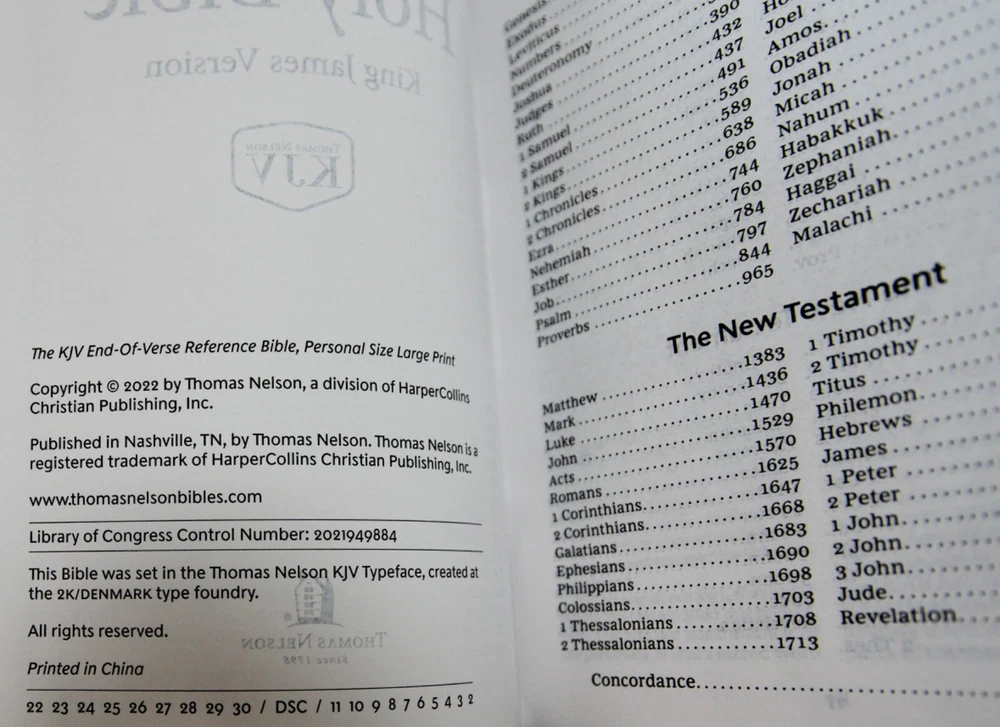 Holy Bible
King James Version
THOMAS NELSON
KJV
The KJV End-Of-Verse Reference Bible, Personal Size Large Print
Copyright © 2022 by Thomas Nelson, a division of HarperCollins
Christian Publishing, Inc.
Published in Nashville, TN, by Thomas Nelson. Thomas Nelson is a
registered trademark of HarperCollins Christian Publishing, Inc.
www.thomasnelsonbibles.com
Library of Congress Control Number: 2021949884
This Bible was set in the Thomas Nelson KJV Typeface, created at
the 2K/DENMARK type foundry.
All rights reserved.
THOMAS NELSON
Since 1798
Printed in China
22 23 24 25 26 27 28 29 30 / DSC / 11 10 9 8 7 6 5 4 3 2
Genesis
Exodus
Leviticus
Numbers
Deuteronomy
Joshua
Judges 390
Ruth 432
1 Samuel 437
2 Samuel 491
1 Kings 536
2 Kings 589
1 Chronicles 638
2 Chronicles 686
Ezra 744
Nehemiah 760
Esther 784
Job 797
Psalm 844
Proverbs 965
Joel
Amos
Obadiah
Jonah
Micah
Nahum
Habakkuk
Zephaniah
Haggai
Zechariah
Malachi
The New Testament
Matthew 1383
Mark 1436
Luke 1470
John 1529
Acts 1570
Romans 1625
1 Corinthians 1647
2 Corinthians 1668
Galatians 1683
Ephesians 1690
Philippians 1698
Colossians 1703
1 Thessalonians 1708
2 Thessalonians 1713
1 Timothy
2 Timothy
Titus
Philemon
Hebrews
James
1 Peter
2 Peter
1 John
2 John
3 John
Jude
Revelation
Concordance